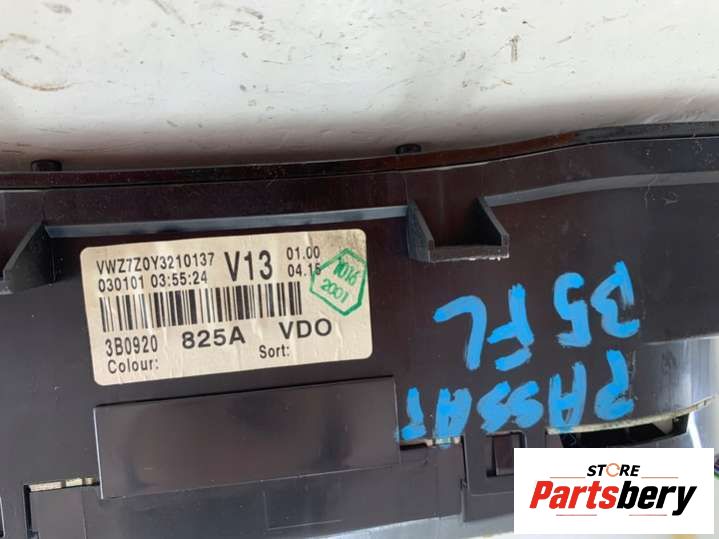 VWZ7Z0Y3210137 V13 01.00
030101 03:55:24 04.15
1016
2001
3B0920 825A VDO
Colour: Sort:
PASSAT
B5 FL
STORE
Partsbery